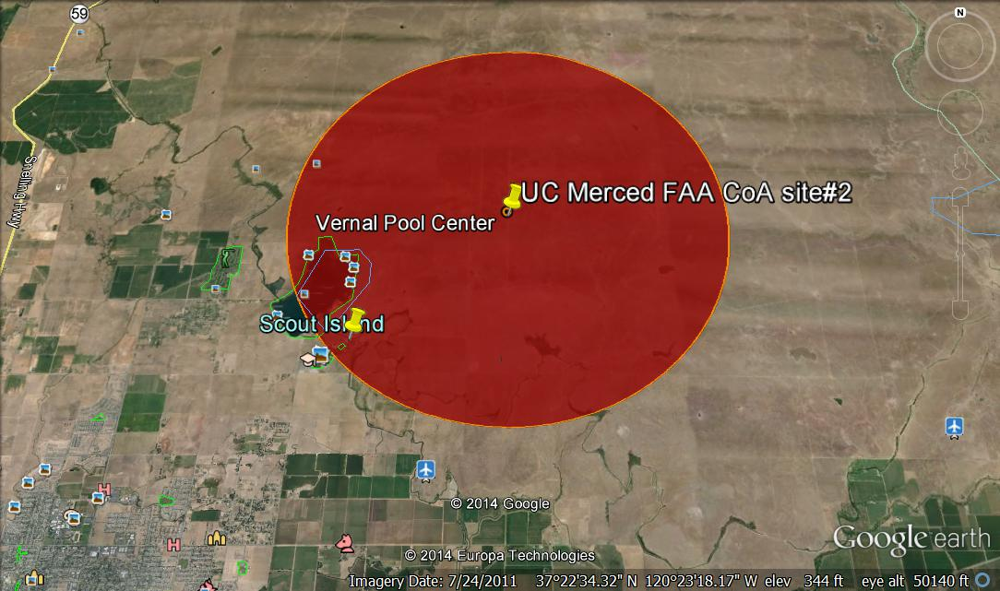 59
N
Snelling Hwy
UC Merced FAA CoA site#2
Vernal Pool Center
Scout Island
H
H
© 2014 Google
Google earth
© 2014 Europa Technologies
Imagery Date: 7/24/2011 37°22'34.32" N 120°23'18.17" W elev 344 ft eye alt 50140 ft